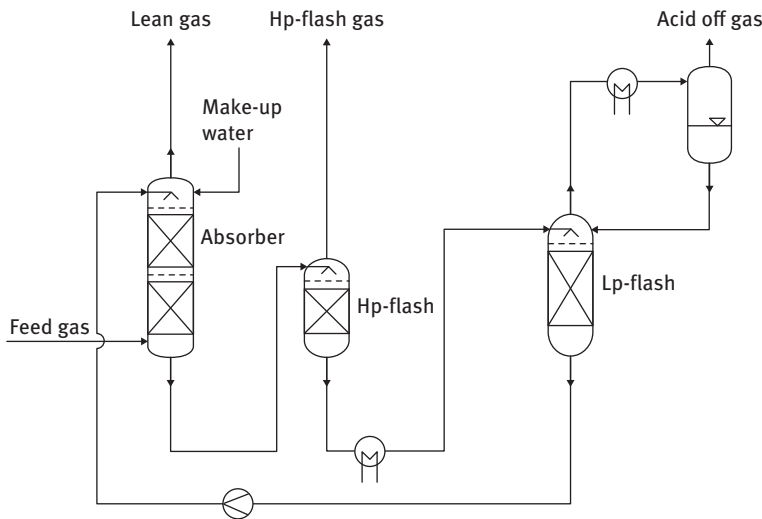 Lean gas
Hp-flash gas
Acid off gas
Make-up
water
Absorber
Hp-flash
Lp-flash
Feed gas